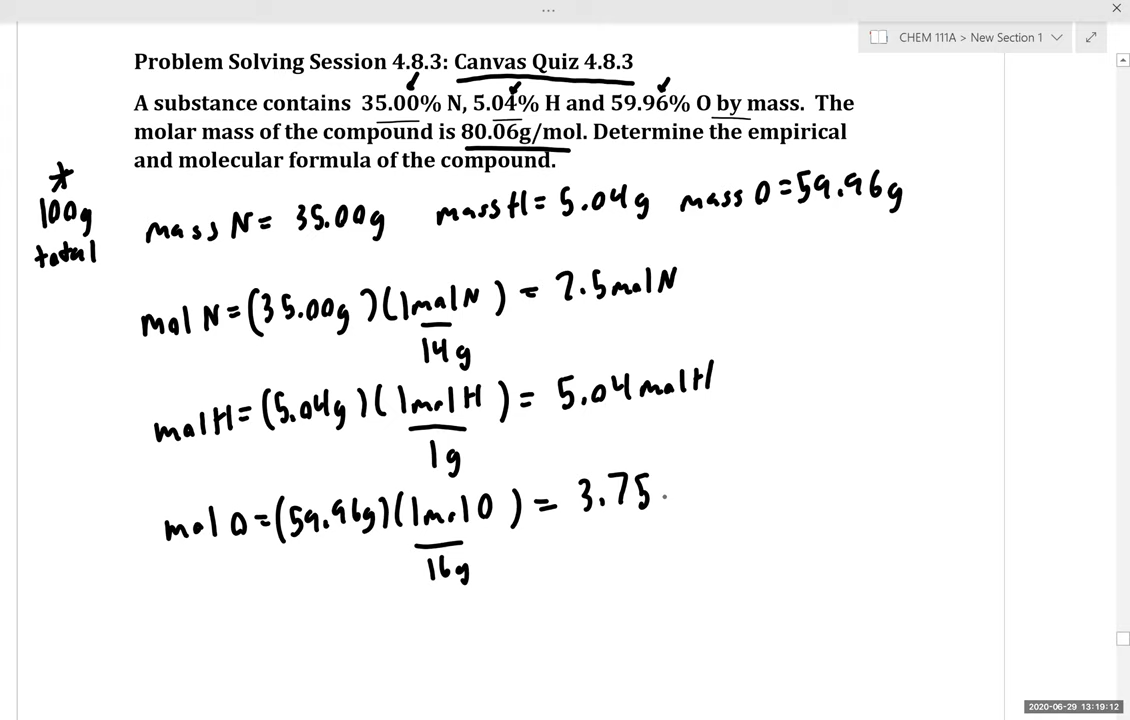 CHEM 111A > New Section 1
Problem Solving Session 4.8.3: Canvas Quiz 4.8.3
A substance contains 35.00% N, 5.04% H and 59.96% O by mass. The
molar mass of the compound is 80.06g/mol. Determine the empirical
and molecular formula of the compound.
* 100g total
mass N = 35.00g mass H = 5.04g mass O = 59.96g
mol N = (35.00g)(1mol N / 14g) = 2.5mol N
mol H = (5.04g)(1mol H / 1g) = 5.04 mol H
mol O = (59.96g)(1mol O / 16g) = 3.75
2020-06-29 13:19:12